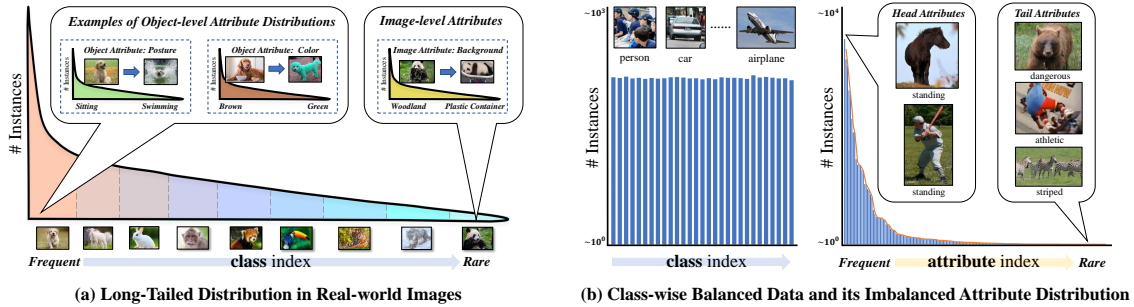 Examples of Object-level Attribute Distributions
Object Attribute: Posture
# Instances
Sitting
Swimming
Object Attribute: Color
# Instances
Brown
Green
Image-level Attributes
Image Attribute: Background
# Instances
Woodland
Plastic Container
# Instances
Frequent
class index
Rare
(a) Long-Tailed Distribution in Real-world Images
~10³
# Instances
~10⁰
person
car
......
airplane
class index
~10⁴
# Instances
~10⁰
Head Attributes
standing
standing
Tail Attributes
dangerous
athletic
striped
Frequent
attribute index
Rare
(b) Class-wise Balanced Data and its Imbalanced Attribute Distribution